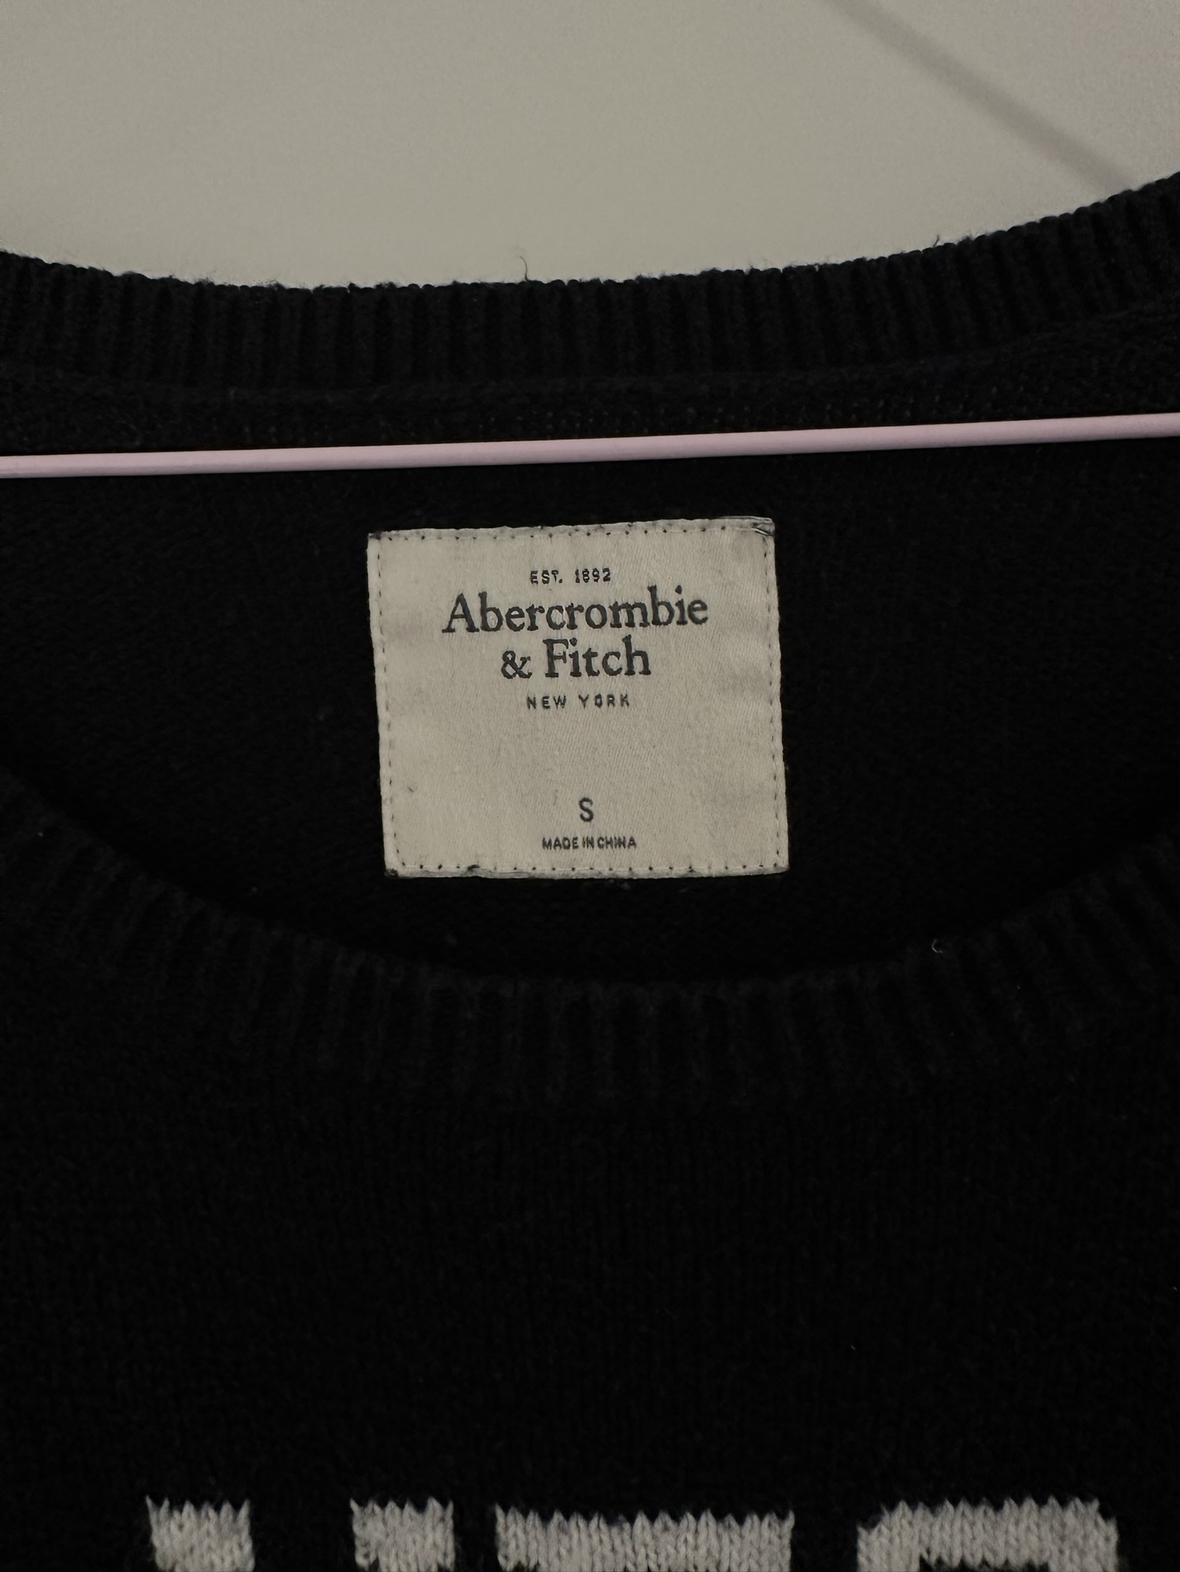 EST. 1892
Abercrombie
& Fitch
NEW YORK
S
MADE IN CHINA